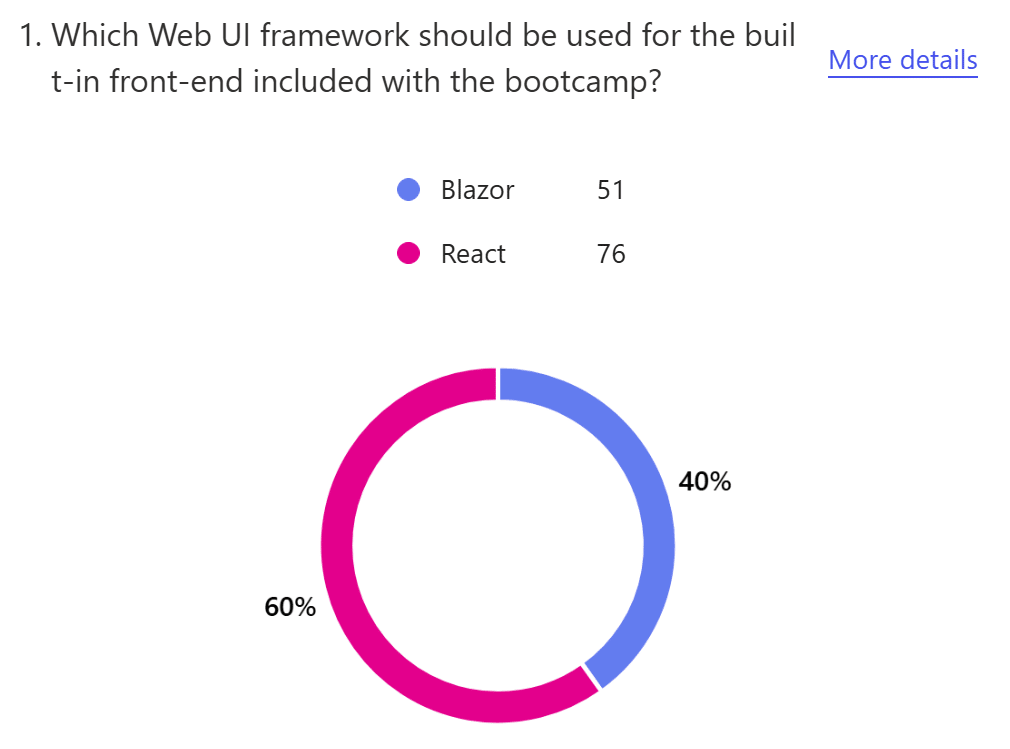 1. Which Web UI framework should be used for the buil
t-in front-end included with the bootcamp?
More details
Blazor 51
React 76
40%
60%